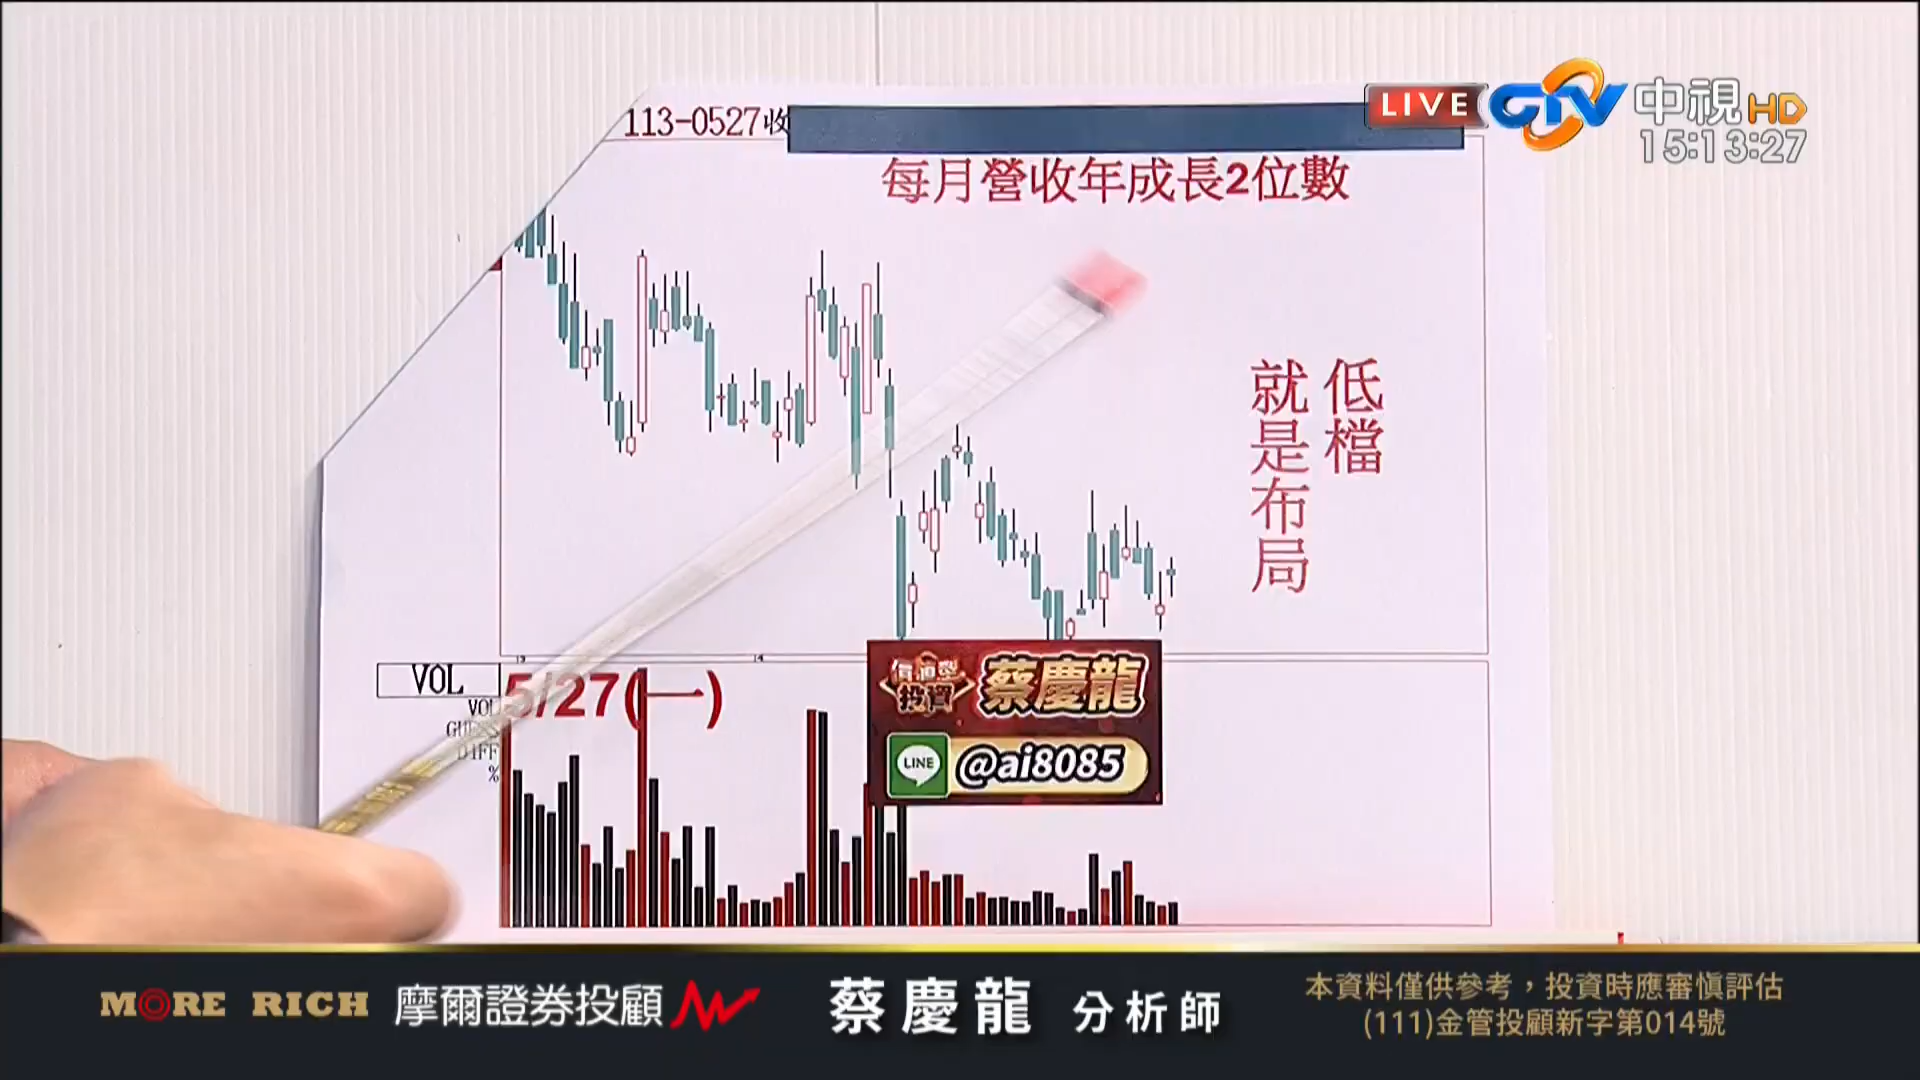 113-0527收
LIVE CTV 中視HD
15:13:27
每月營收年成長2位數
低檔
就是布局
VOL
5/27(一)
VOL
DIFF
%
投資 蔡慶龍
LINE @ai8085
MORE RICH 摩爾證券投顧 蔡慶龍 分析師
本資料僅供參考，投資時應審慎評估
(111)金管投顧新字第014號